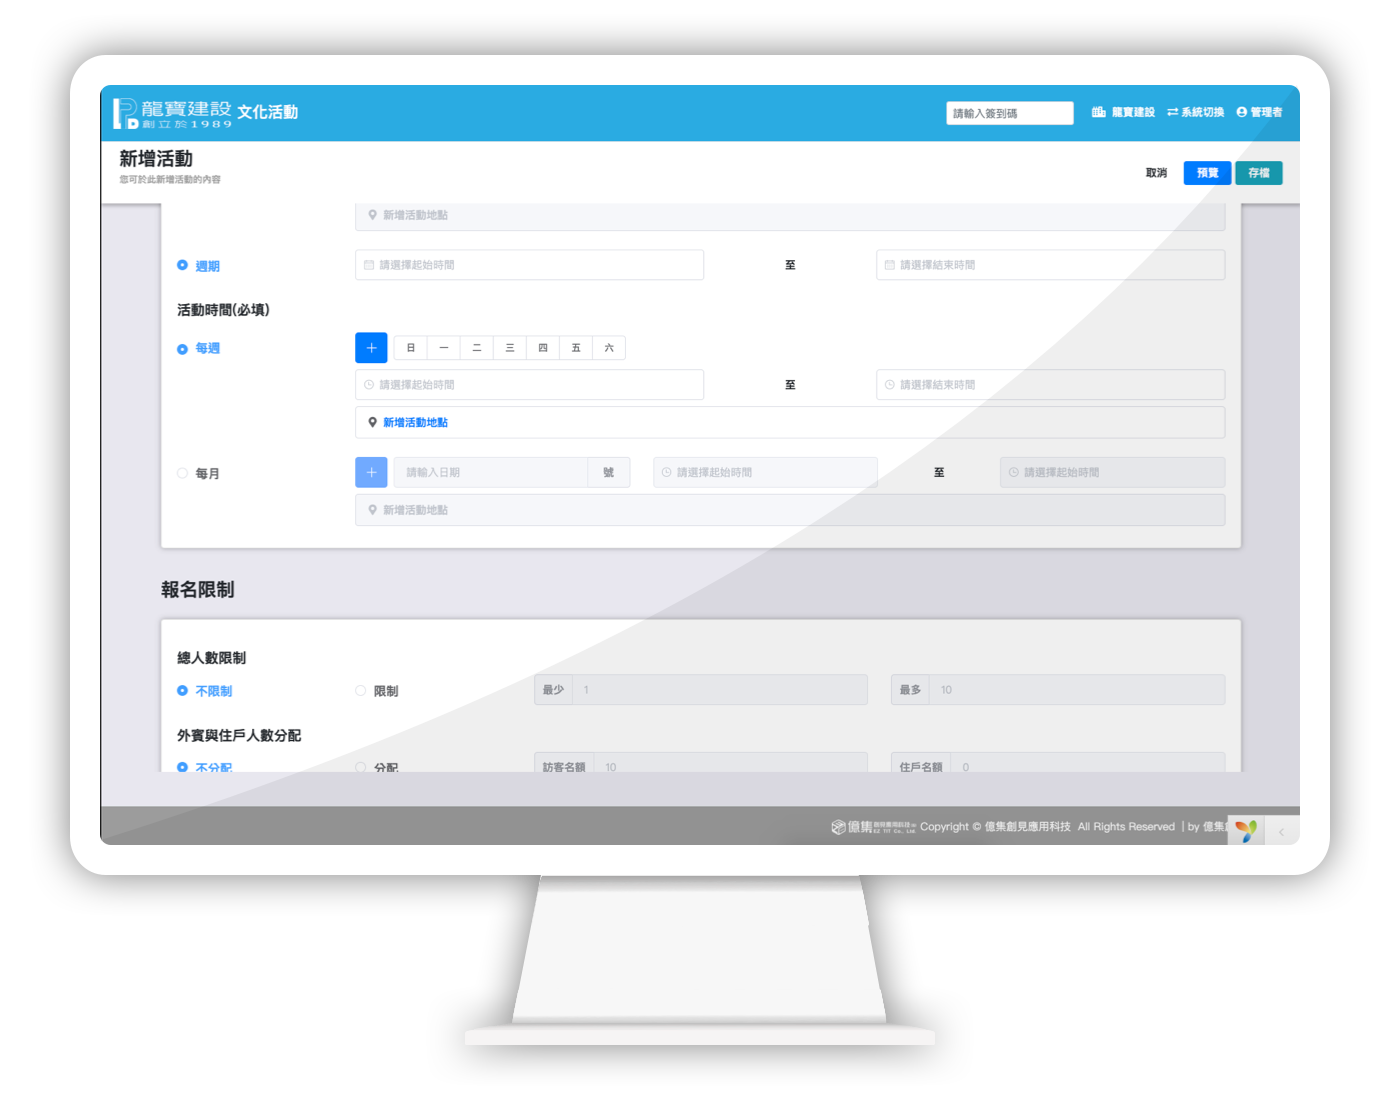 龍寶建設 文化活動
創立於1989
請輸入簽到碼
龍寶建設 系統切換 管理者
新增活動
您可於此新增活動的內容
取消 預覽 存檔
新增活動地點
週期 請選擇起始時間 至 請選擇結束時間
活動時間(必填)
每週 + 日 一 二 三 四 五 六
請選擇起始時間 至 請選擇結束時間
新增活動地點
每月 + 請輸入日期 號 請選擇起始時間 至 請選擇起始時間
新增活動地點
報名限制
總人數限制
不限制 限制 最少 1 最多 10
外賓與住戶人數分配
不分配 分配 訪客名額 10 住戶名額 0
億集 Copyright © 億集創見應用科技 All Rights Reserved | by 億集